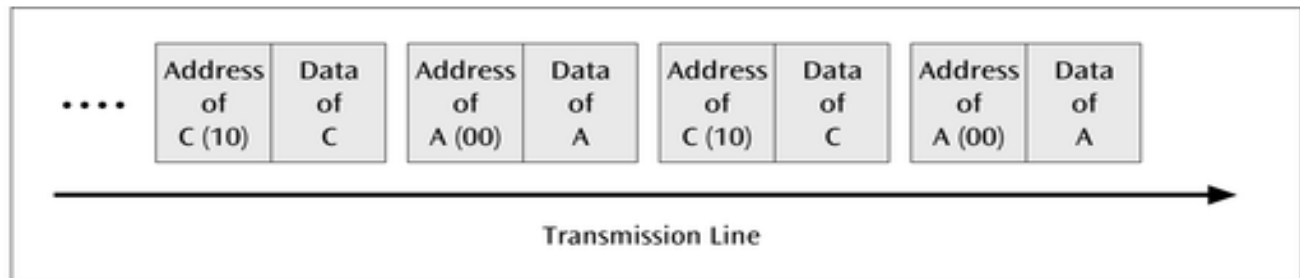 Address of C (10)
Data of C
Address of A (00)
Data of A
Address of C (10)
Data of C
Address of A (00)
Data of A
Transmission Line